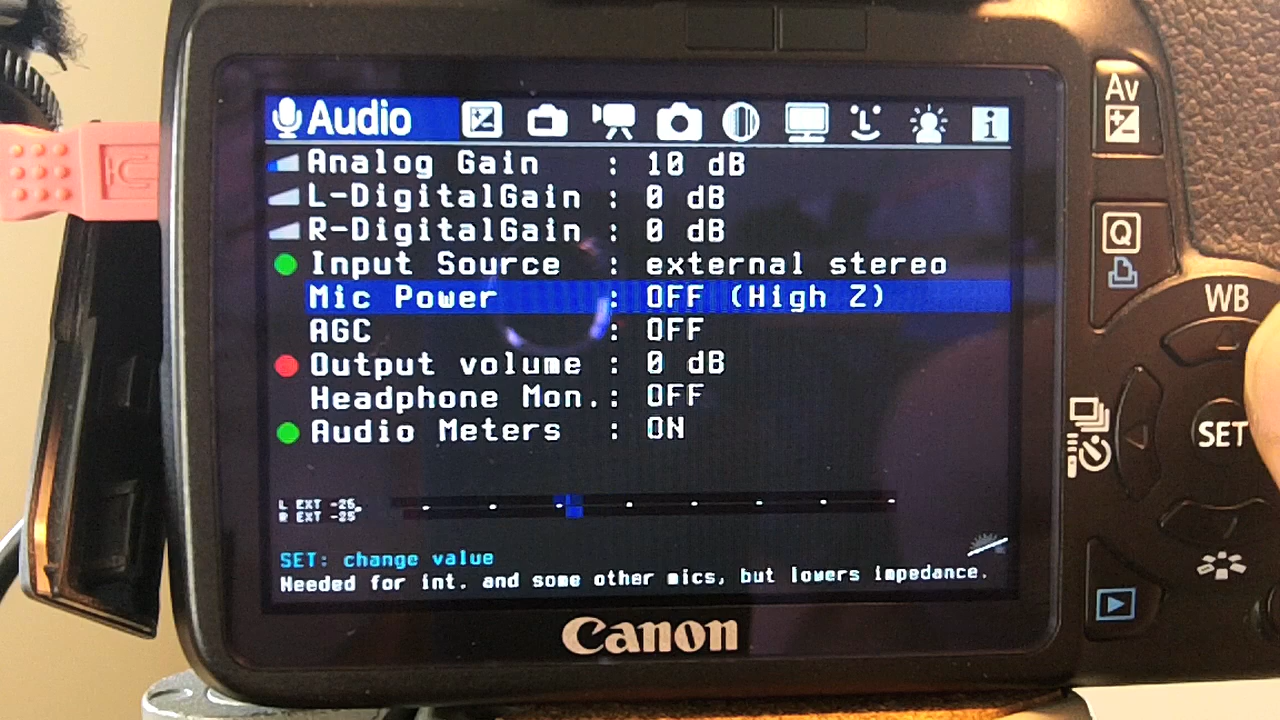 Audio
Analog Gain : 10 dB
L-DigitalGain : 0 dB
R-DigitalGain : 0 dB
Input Source : external stereo
Mic Power : OFF (High Z)
AGC : OFF
Output volume : 0 dB
Headphone Mon.: OFF
Audio Meters : ON
L EXT -25
R EXT -25
SET: change value
Needed for int. and some other mics, but lowers impedance.
Canon
Av
Q
WB
SET